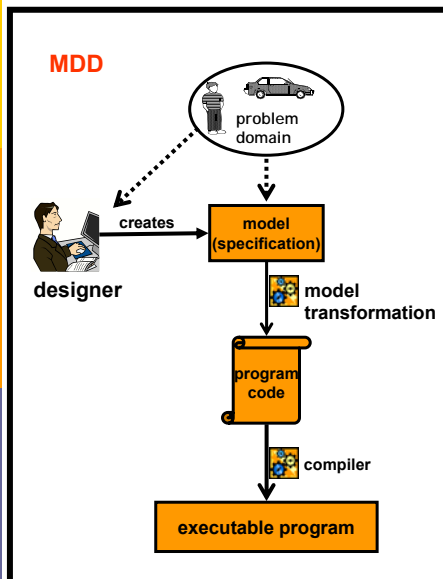 MDD
problem
domain
creates
model
(specification)
designer
model
transformation
program
code
compiler
executable program